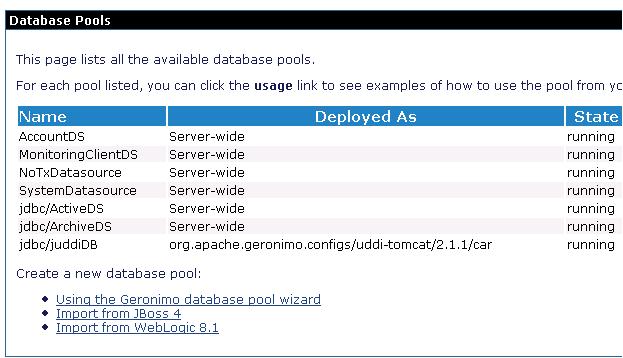 Database Pools
This page lists all the available database pools.
For each pool listed, you can click the usage link to see examples of how to use the pool from
Name Deployed As State
AccountDS Server-wide running
MonitoringClientDS Server-wide running
NoTxDatasource Server-wide running
SystemDatasource Server-wide running
jdbc/ActiveDS Server-wide running
jdbc/ArchiveDS Server-wide running
jdbc/juddiDB org.apache.geronimo.configs/uddi-tomcat/2.1.1/car running
Create a new database pool:
Using the Geronimo database pool wizard
Import from JBoss 4
Import from WebLogic 8.1